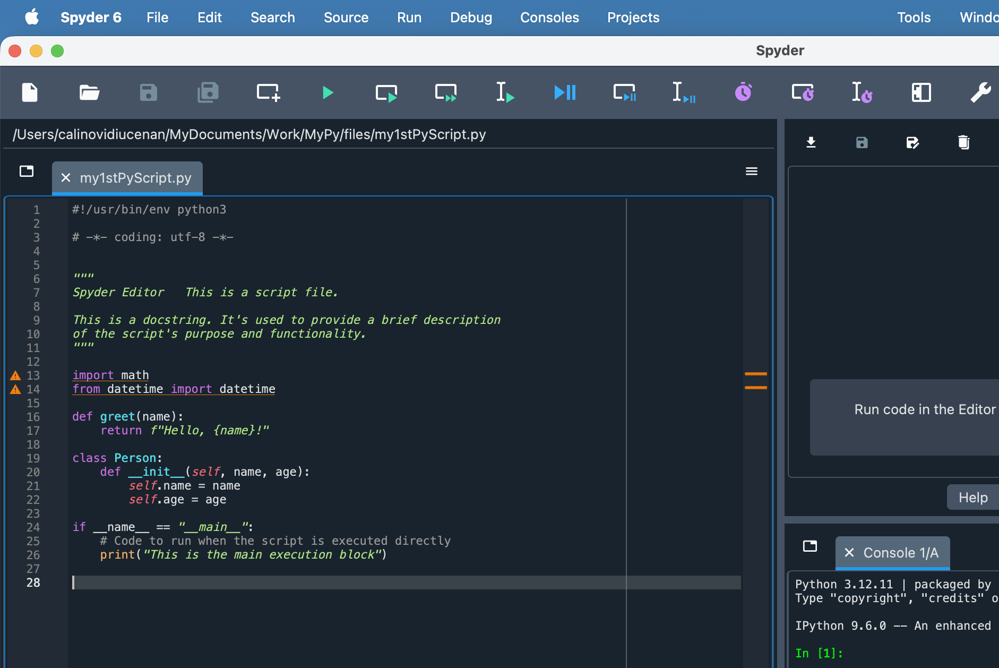 Spyder 6 File Edit Search Source Run Debug Consoles Projects Tools Windo
Spyder
/Users/calinovidiucenan/MyDocuments/Work/MyPy/files/my1stPyScript.py
my1stPyScript.py
1 #!/usr/bin/env python3
2
3 # -*- coding: utf-8 -*-
4
5
6 """
7 Spyder Editor   This is a script file.
8
9 This is a docstring. It's used to provide a brief description
10 of the script's purpose and functionality.
11 """
12
13 import math
14 from datetime import datetime
15
16 def greet(name):
17     return f"Hello, {name}!"
18
19 class Person:
20     def __init__(self, name, age):
21         self.name = name
22         self.age = age
23
24 if __name__ == "__main__":
25     # Code to run when the script is executed directly
26     print("This is the main execution block")
27
28
Run code in the Editor
Help
Console 1/A
Python 3.12.11 | packaged by
Type "copyright", "credits" o
IPython 9.6.0 -- An enhanced
In [1]: